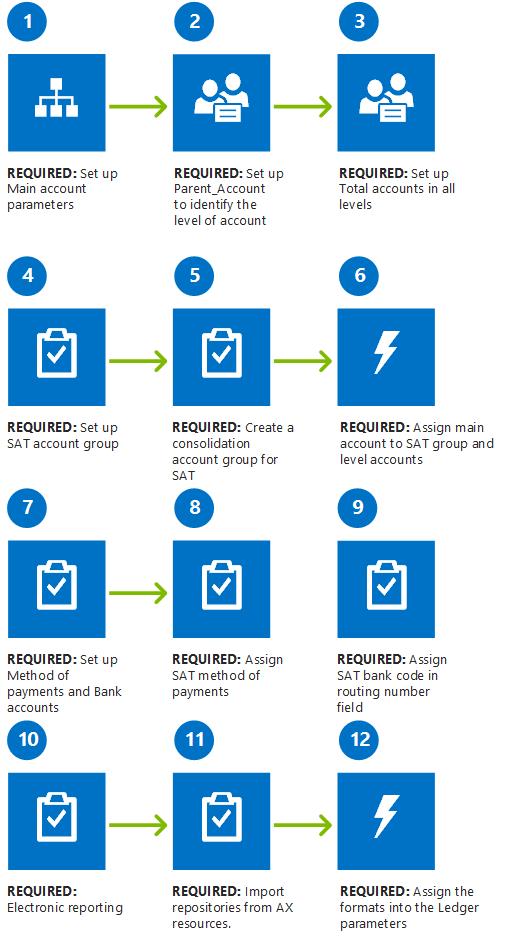 1
2
3
REQUIRED: Set up
Main account
parameters
REQUIRED: Set up
Parent_Account
to identify the
level of account
REQUIRED: Set up
Total accounts in all
levels
4
5
6
REQUIRED: Set up
SAT account group
REQUIRED: Create a
consolidation
account group for
SAT
REQUIRED: Assign main
account to SAT group and
level accounts
7
8
9
REQUIRED: Set up
Method of
payments and Bank
accounts
REQUIRED: Assign
SAT method of
payments
REQUIRED: Assign
SAT bank code in
routing number
field
10
11
12
REQUIRED:
Electronic reporting
REQUIRED: Import
repositories from AX
resources.
REQUIRED: Assign the
formats into the Ledger
parameters